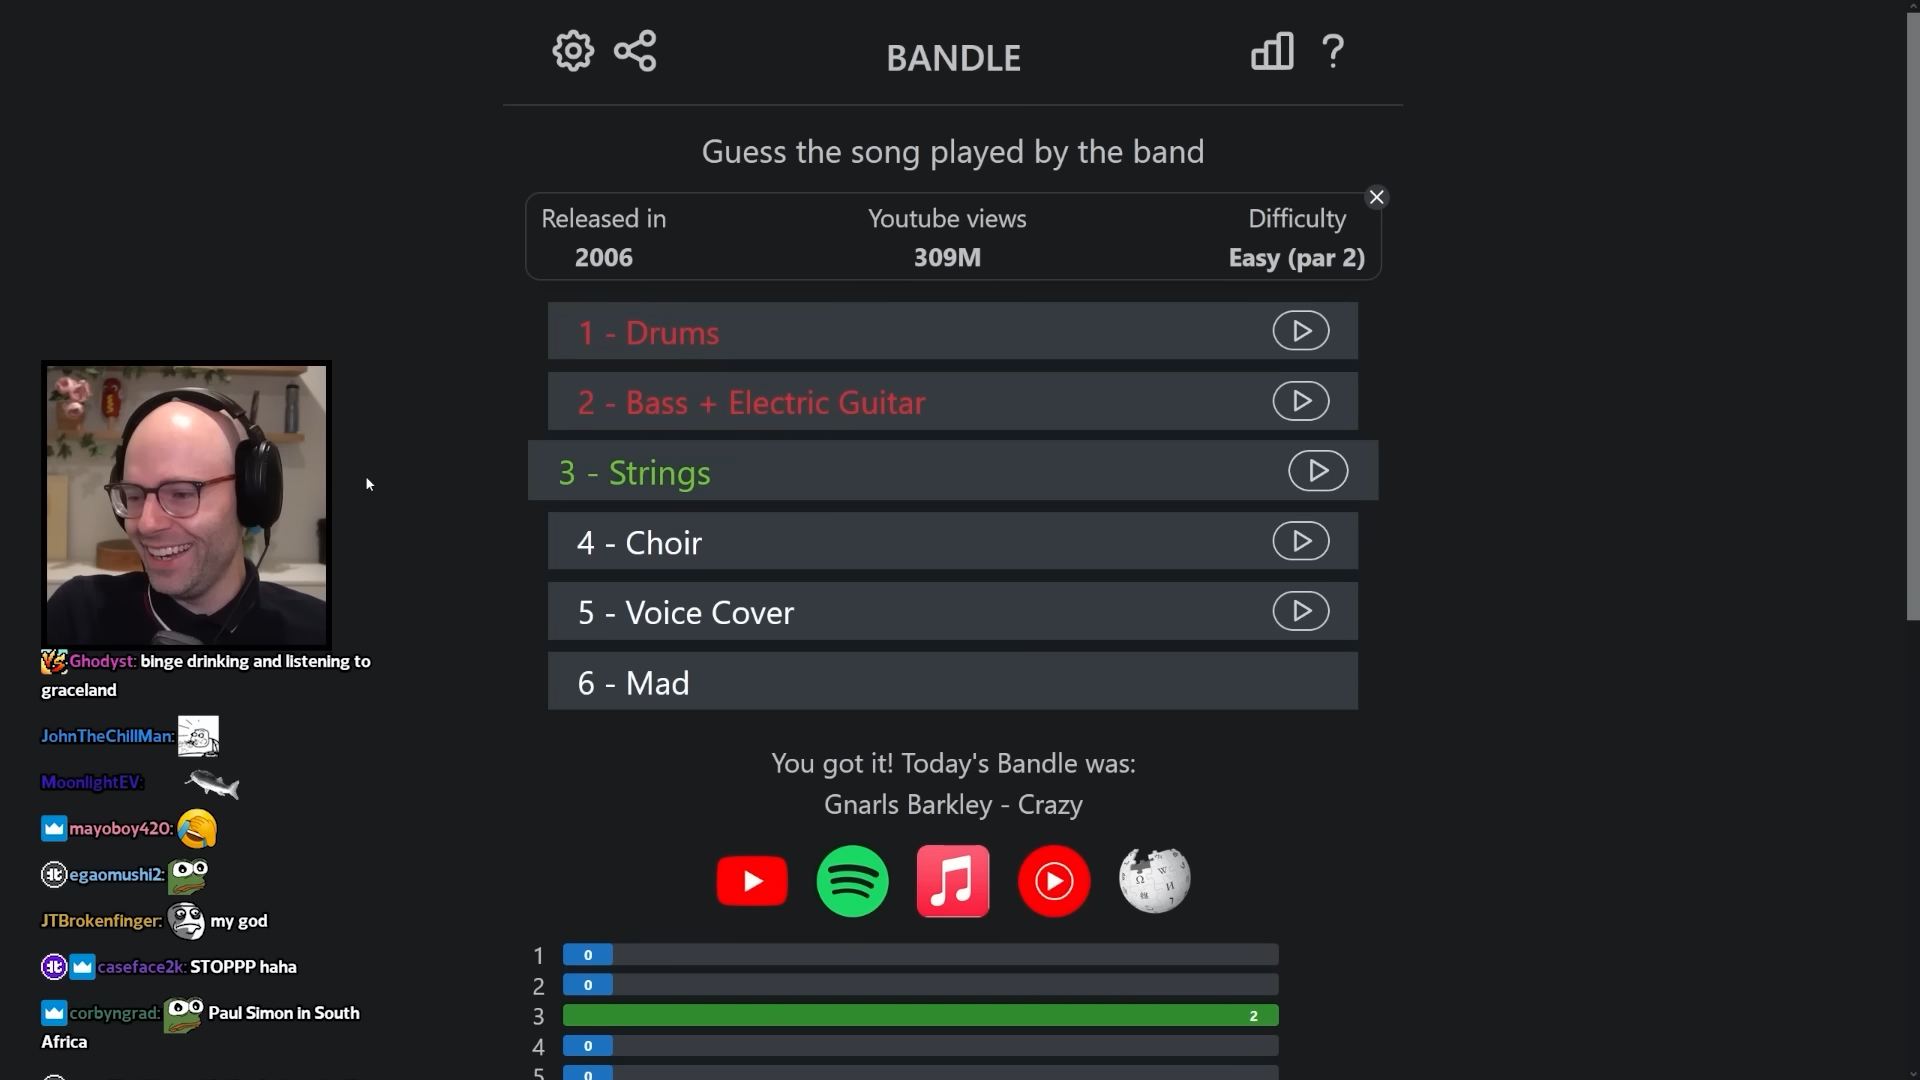 BANDLE
?
Guess the song played by the band
Released in
2006
Youtube views
309M
Difficulty
Easy (par 2)
1 - Drums
2 - Bass + Electric Guitar
3 - Strings
4 - Choir
5 - Voice Cover
6 - Mad
You got it! Today's Bandle was:
Gnarls Barkley - Crazy
1 0
2 0
3 2
4 0
5 0
Ghodyst: binge drinking and listening to
graceland
JohnTheChillMan:
MoonlightEV:
mayoboy420:
egaomushi2:
JTBrokenfinger: my god
caseface2k: STOPPP haha
corbyngrad: Paul Simon in South
Africa